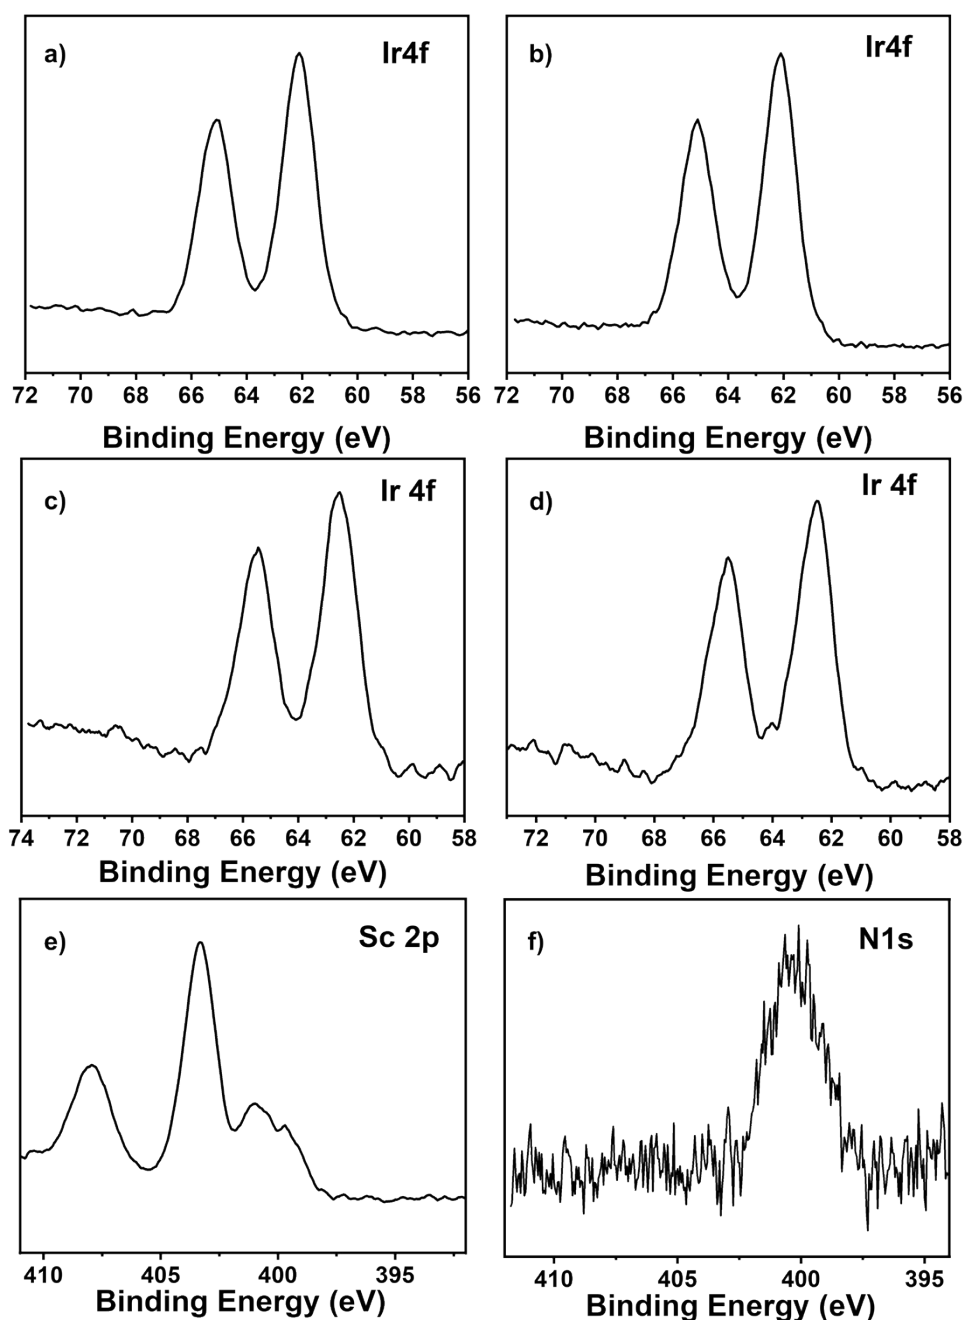 a) Ir4f
72 70 68 66 64 62 60 58 56
Binding Energy (eV)
b) Ir4f
72 70 68 66 64 62 60 58 56
Binding Energy (eV)
c) Ir 4f
74 72 70 68 66 64 62 60 58
Binding Energy (eV)
d) Ir 4f
72 70 68 66 64 62 60 58
Binding Energy (eV)
e) Sc 2p
410 405 400 395
Binding Energy (eV)
f) N1s
410 405 400 395
Binding Energy (eV)